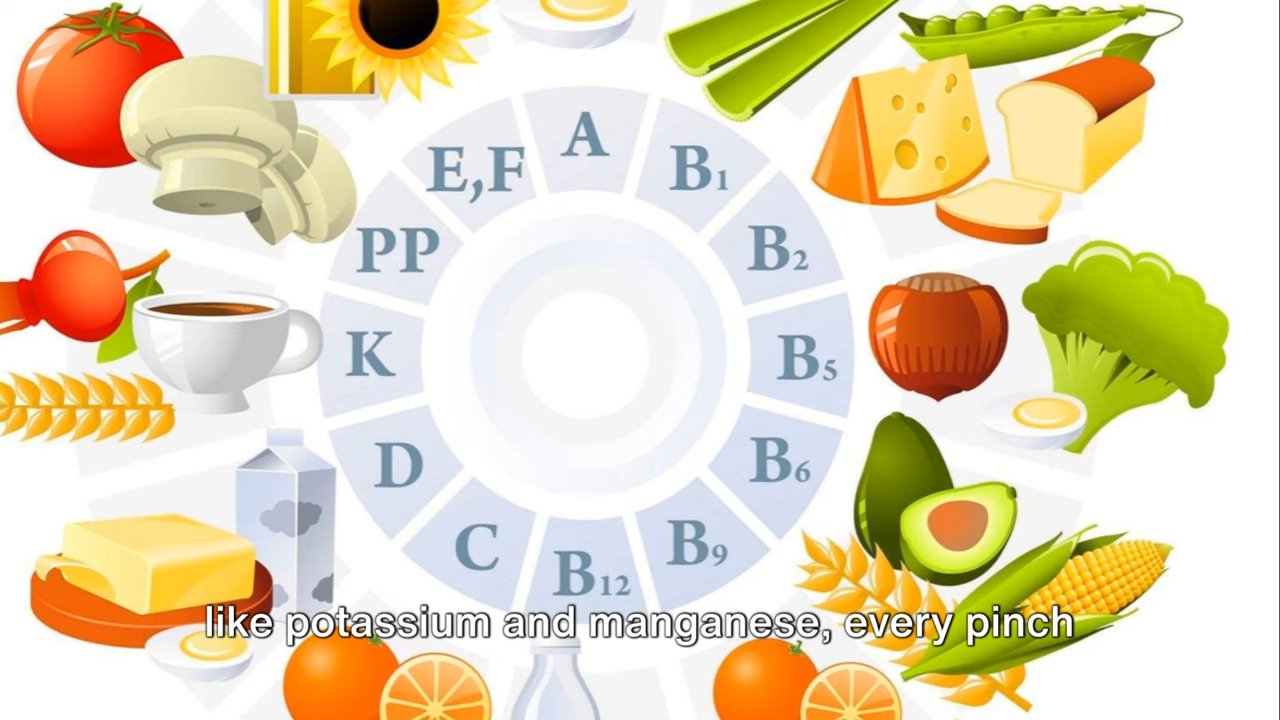 A
B1
B2
B5
B6
B9
B12
C
D
K
PP
E,F
like potassium and manganese, every pinch